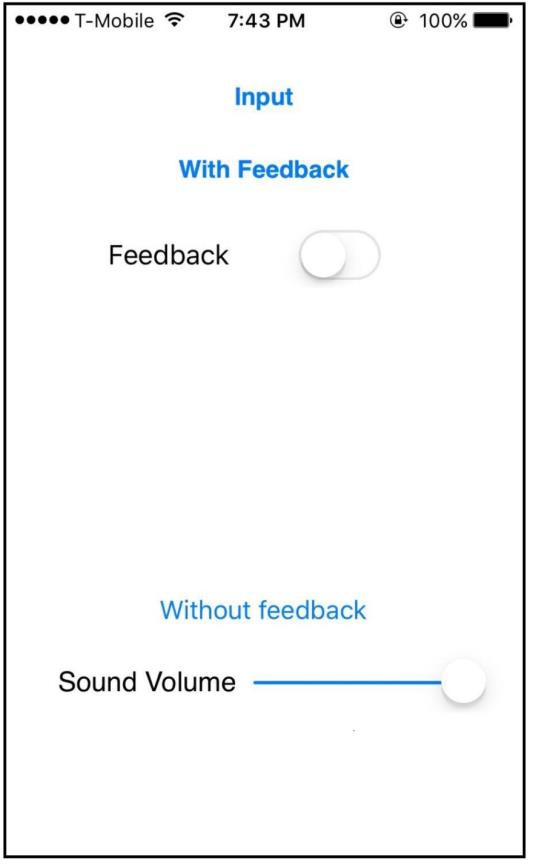 ●●●●● T-Mobile 7:43 PM 100%
Input
With Feedback
Feedback
Without feedback
Sound Volume